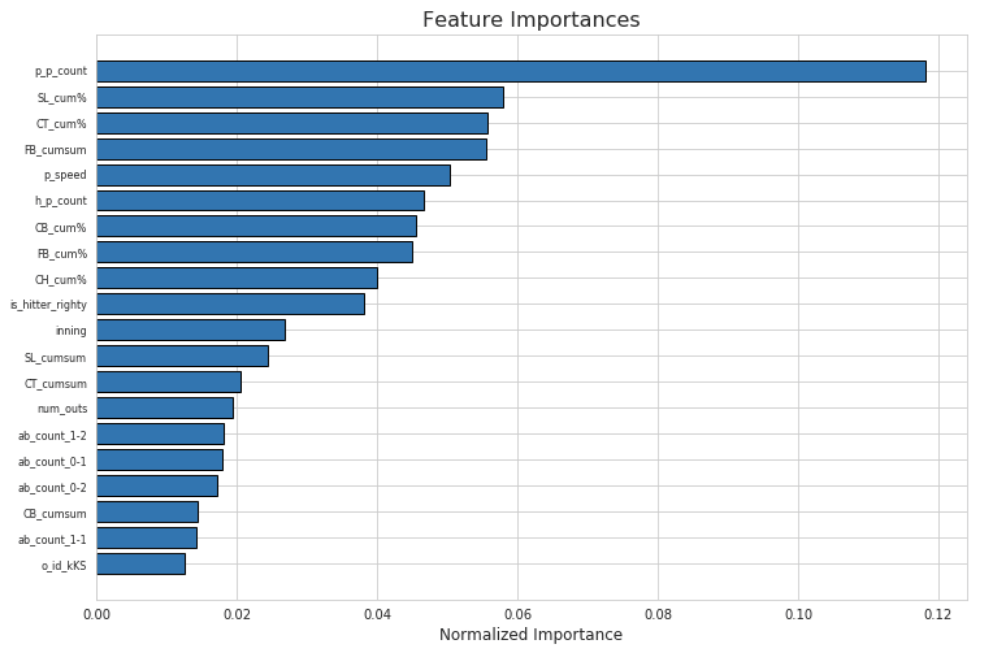 Feature Importances
p_p_count
SL_cum%
CT_cum%
FB_cumsum
p_speed
h_p_count
CB_cum%
FB_cum%
CH_cum%
is_hitter_righty
inning
SL_cumsum
CT_cumsum
num_outs
ab_count_1-2
ab_count_0-1
ab_count_0-2
CB_cumsum
ab_count_1-1
o_id_kKS
0.00 0.02 0.04 0.06 0.08 0.10 0.12
Normalized Importance